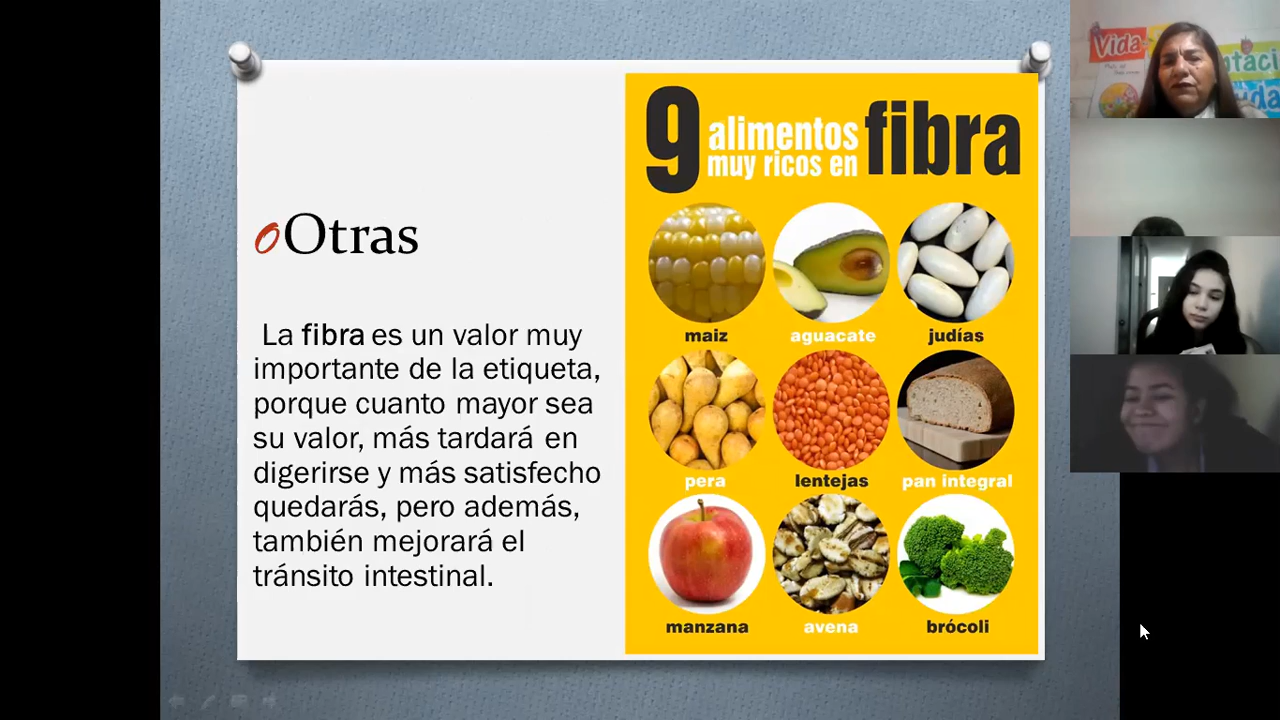 Otras
La fibra es un valor muy
importante de la etiqueta,
porque cuanto mayor sea
su valor, más tardará en
digerirse y más satisfecho
quedarás, pero además,
también mejorará el
tránsito intestinal.
9 alimentos
muy ricos en fibra
maiz
aguacate
judías
pera
lentejas
pan integral
manzana
avena
brócoli
Vida